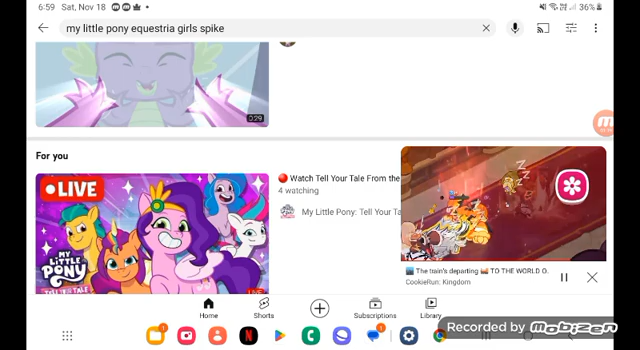 6:59 Sat, Nov 18
36%
my little pony equestria girls spike
0:29
For you
LIVE
MY LITTLE PONY
TELL YOUR TALE
LIVE
Watch Tell Your Tale From the
4 watching
My Little Pony: Tell Your Ta
The train's departing TO THE WORLD O.
CookieRun: Kingdom
Home
Shorts
Subscriptions
Library
Recorded by Mobizen